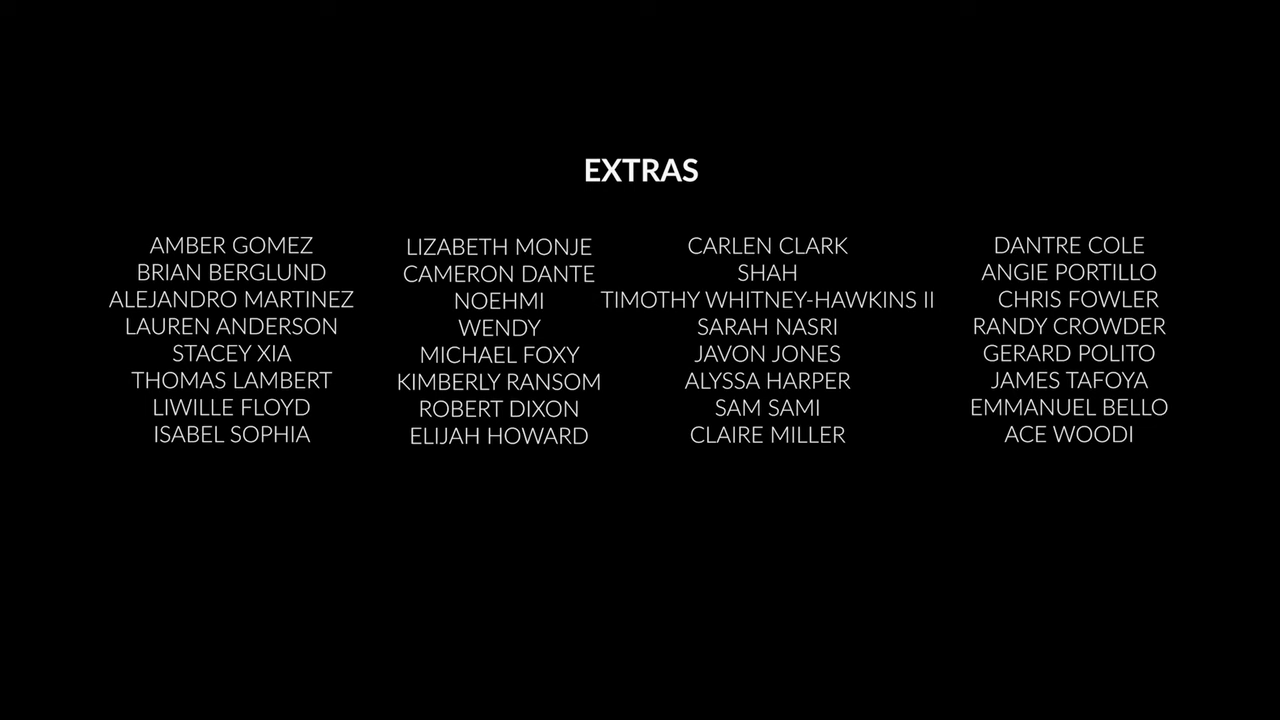 EXTRAS
AMBER GOMEZ
BRIAN BERGLUND
ALEJANDRO MARTINEZ
LAUREN ANDERSON
STACEY XIA
THOMAS LAMBERT
LIWILLE FLOYD
ISABEL SOPHIA
LIZABETH MONJE
CAMERON DANTE
NOEHMI
WENDY
MICHAEL FOXY
KIMBERLY RANSOM
ROBERT DIXON
ELIJAH HOWARD
CARLEN CLARK
SHAH
TIMOTHY WHITNEY-HAWKINS II
SARAH NASRI
JAVON JONES
ALYSSA HARPER
SAM SAMI
CLAIRE MILLER
DANTRE COLE
ANGIE PORTILLO
CHRIS FOWLER
RANDY CROWDER
GERARD POLITO
JAMES TAFOYA
EMMANUEL BELLO
ACE WOODI